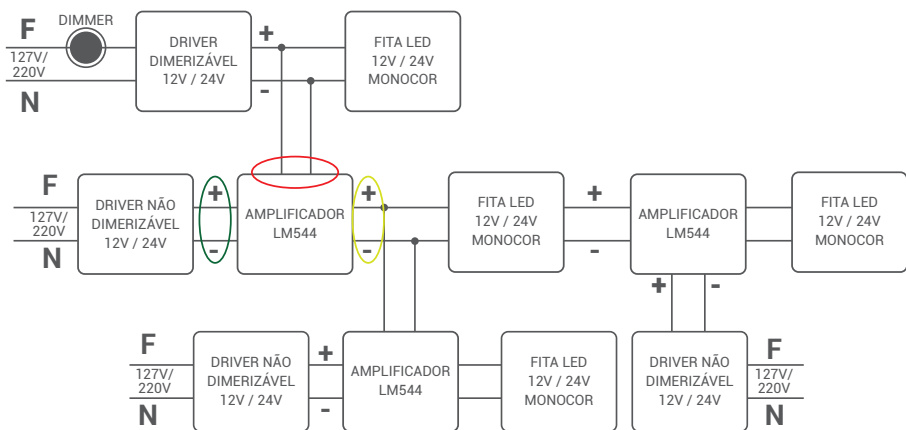 DIMMER
F
127V/
220V
N
DRIVER
DIMERIZÁVEL
12V / 24V
+
-
FITA LED
12V / 24V
MONOCOR
F
127V/
220V
N
DRIVER NÃO
DIMERIZÁVEL
12V / 24V
+
-
AMPLIFICADOR
LM544
+
-
FITA LED
12V / 24V
MONOCOR
+
-
AMPLIFICADOR
LM544
+ -
FITA LED
12V / 24V
MONOCOR
F
127V/
220V
N
DRIVER NÃO
DIMERIZÁVEL
12V / 24V
+
-
AMPLIFICADOR
LM544
FITA LED
12V / 24V
MONOCOR
DRIVER NÃO
DIMERIZÁVEL
12V / 24V
F
127V/
220V
N